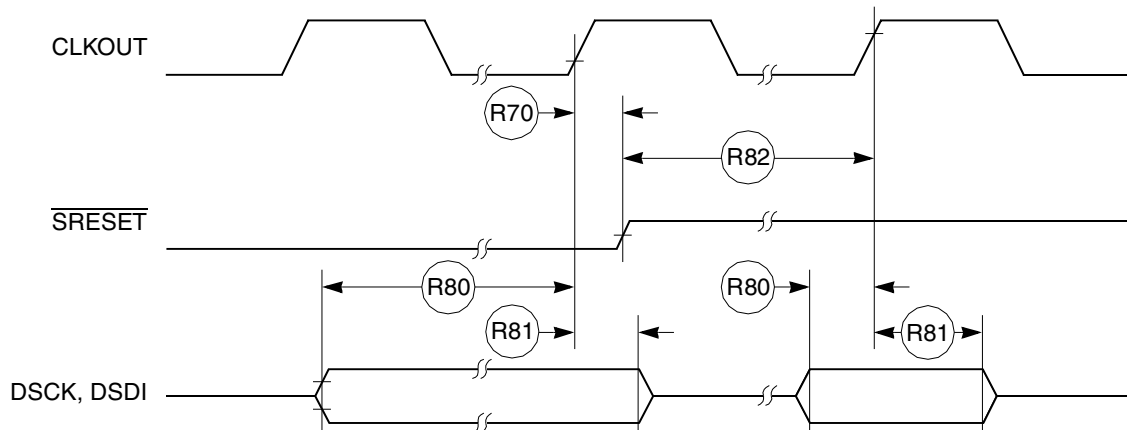 CLKOUT
R70
R82
SRESET
R80
R80
R81
R81
DSCK, DSDI